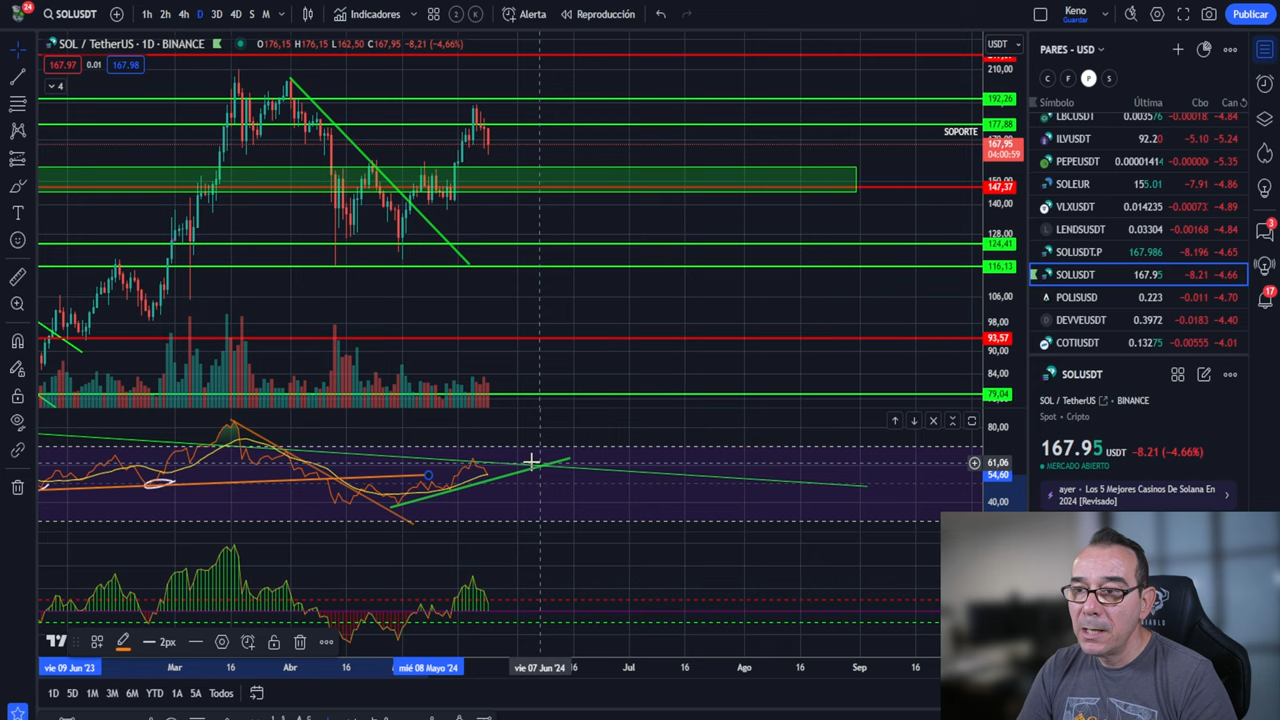 24
SOLUSDT
1h 2h 4h D 3D 4D S M
Indicadores
2
K
Alerta
Reproducción
Keno
Guardar
Publicar
SOL / TetherUS · 1D · BINANCE
O176,15 H176,15 L162,50 C167,95 −8,21 (−4,66%)
167.97 0.01 167.98
4
USDT
210,00
192,26
177,88
SOPORTE
167,95
04:00:59
147,37
140,00
128,00
124,41
116,13
106,00
98,00
93,57
90,00
84,00
79,04
80,00
61,06
54,60
40,00
2px
vie 09 Jun '23
Mar
16
Abr
16
mié 08 Mayo '24
vie 07 Jun '24
Jul
16
Ago
16
Sep
16
1D 5D 1M 3M 6M YTD 1A 5A Todos
PARES - USD
C F P S
Símbolo Última Cbo Can
LBCUSDT 0.003576 −0.00018 −4.84
ILVUSDT 92.20 −5.10 −5.24
PEPEUSDT 0.00001414 −0.00000 −5.35
SOLEUR 155.01 −7.91 −4.86
VLXUSDT 0.014235 −0.00073 −4.89
LENDSUSDT 0.03304 −0.00168 −4.84
SOLUSDT.P 167.986 −8.196 −4.65
SOLUSDT 167.95 −8.21 −4.66
POLISUSD 0.223 −0.011 −4.70
DEVVEUSDT 0.3972 −0.0183 −4.40
COTIUSDT 0.13275 −0.00555 −4.01
3
17
SOLUSDT
SOL / TetherUS · BINANCE
Spot · Cripto
167.95 USDT −8.21 (−4.66%)
MERCADO ABIERTO
ayer · Los 5 Mejores Casinos De Solana En
2024 [Revisado]